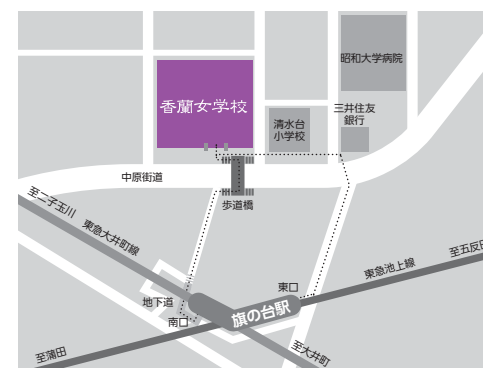 昭和大学病院
香蘭女学校
三井住友
銀行
清水台
小学校
中原街道
歩道橋
至二子玉川
東急大井町線
至五反田
東急池上線
東口
地下道
旗の台駅
南口
至大井町
至蒲田